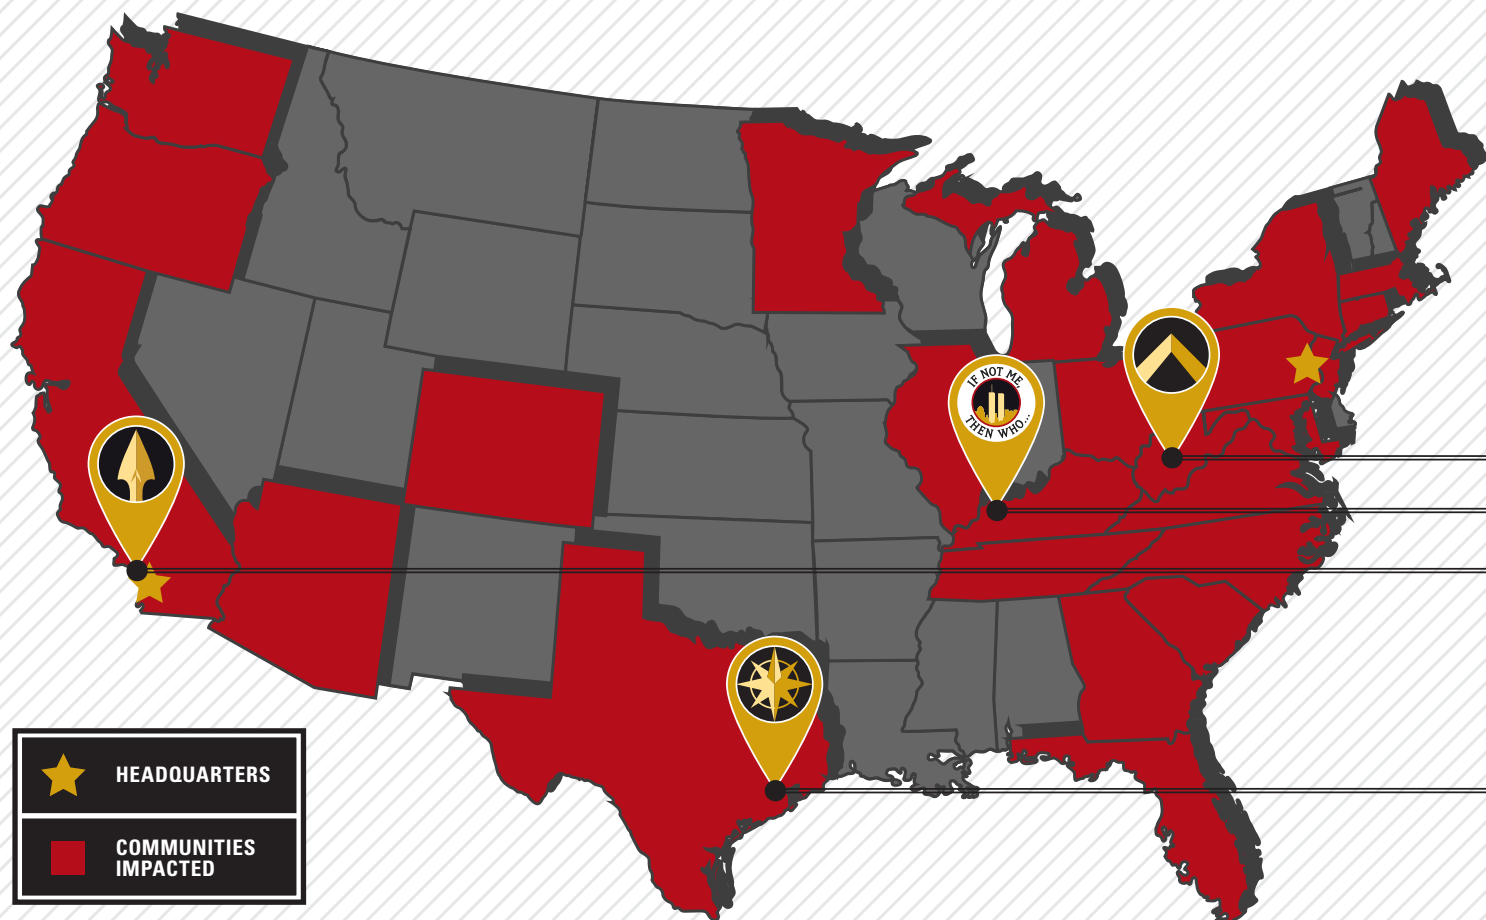 IF NOT ME,
THEN WHO...
HEADQUARTERS
COMMUNITIES
IMPACTED